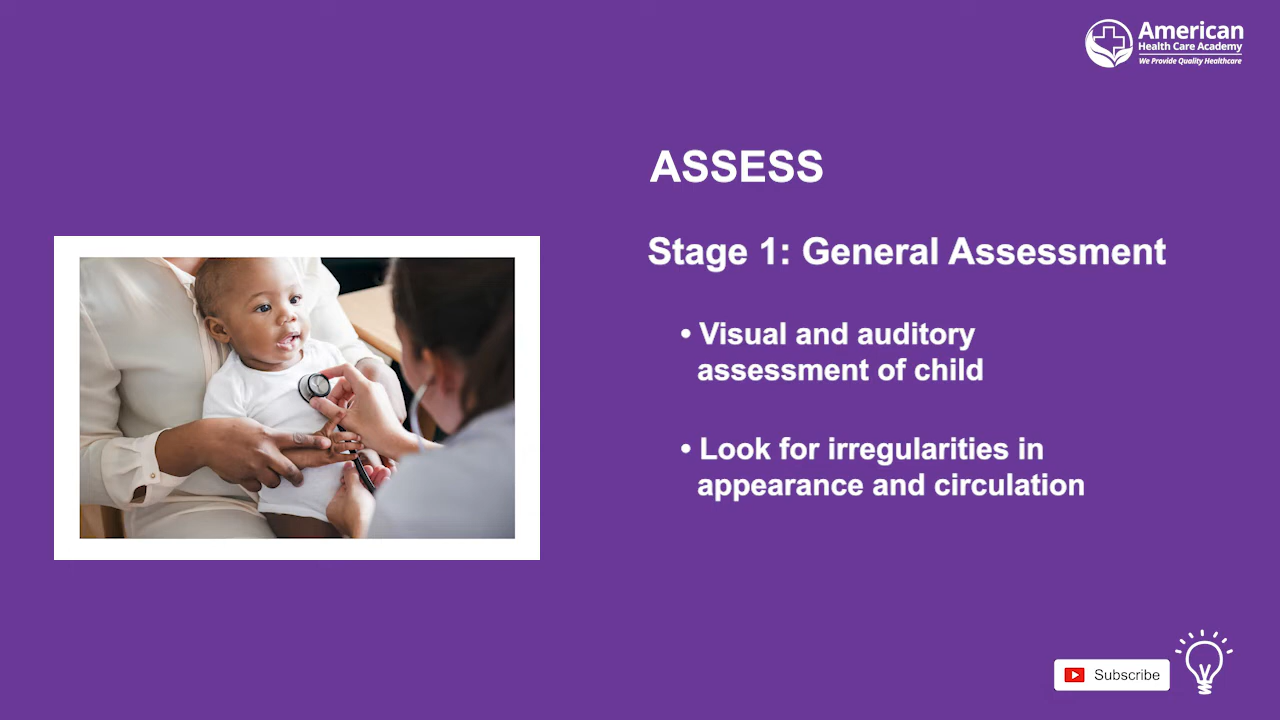 American
Health Care Academy
We Provide Quality Healthcare
ASSESS
Stage 1: General Assessment
• Visual and auditory
assessment of child
• Look for irregularities in
appearance and circulation
Subscribe